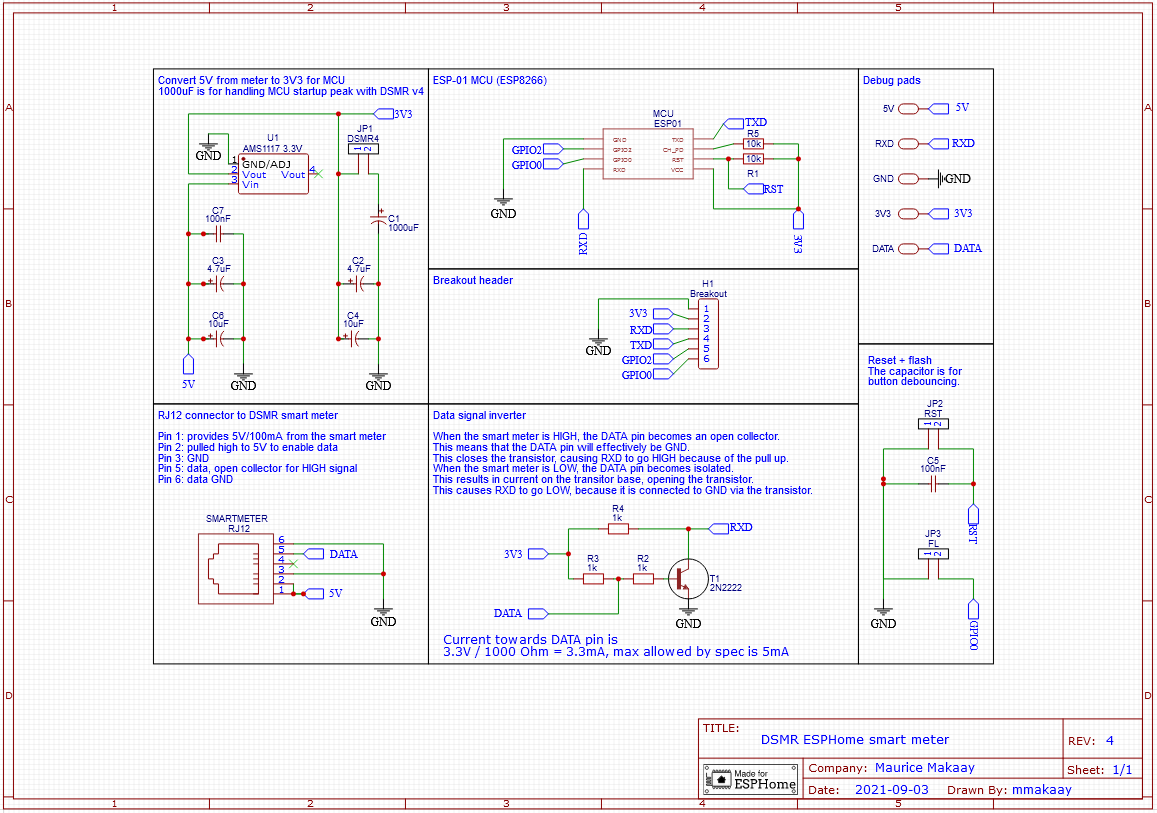 1 2 3 4 5
A
B
C
D
A
B
C
D
Convert 5V from meter to 3V3 for MCU
1000uF is for handling MCU startup peak with DSMR v4
3V3
JP1
DSMR4
1 2
U1
AMS1117 3.3V
GND
1 GND/ADJ
2 Vout Vout 4
3 Vin
C7
100nF
C3
4.7uF
C6
10uF
C1
1000uF
C2
4.7uF
C4
10uF
5V
GND
GND
ESP-01 MCU (ESP8266)
MCU
ESP01
GND TXD
GPIO2 CH_PD
GPIO0 RST
RXD VCC
GPIO2
GPIO0
GND
RXD
TXD
R5
10k
10k
R1
RST
3V3
Debug pads
5V 5V
RXD RXD
GND GND
3V3 3V3
DATA DATA
Breakout header
H1
Breakout
1
3V3 2
RXD 3
TXD 4
GPIO2 5
GPIO0 6
GND
Reset + flash
The capacitor is for
button debouncing.
JP2
RST
1 2
C5
100nF
RST
JP3
FL
1 2
GND
GPIO0
RJ12 connector to DSMR smart meter
Pin 1: provides 5V/100mA from the smart meter
Pin 2: pulled high to 5V to enable data
Pin 3: GND
Pin 5: data, open collector for HIGH signal
Pin 6: data GND
SMARTMETER
RJ12
6
5 DATA
4
3
2
1 5V
GND
Data signal inverter
When the smart meter is HIGH, the DATA pin becomes an open collector.
This means that the DATA pin will effectively be GND.
This closes the transistor, causing RXD to go HIGH because of the pull up.
When the smart meter is LOW, the DATA pin becomes isolated.
This results in current on the transitor base, opening the transistor.
This causes RXD to go LOW, because it is connected to GND via the transistor.
R4
1k
RXD
3V3
R3
1k
R2
1k
T1
2N2222
DATA
GND
Current towards DATA pin is
3.3V / 1000 Ohm = 3.3mA, max allowed by spec is 5mA
TITLE:
DSMR ESPHome smart meter
REV: 4
Made for
ESPHome
Company: Maurice Makaay
Sheet: 1/1
Date: 2021-09-03 Drawn By: mmakaay
1 2 3 4 5